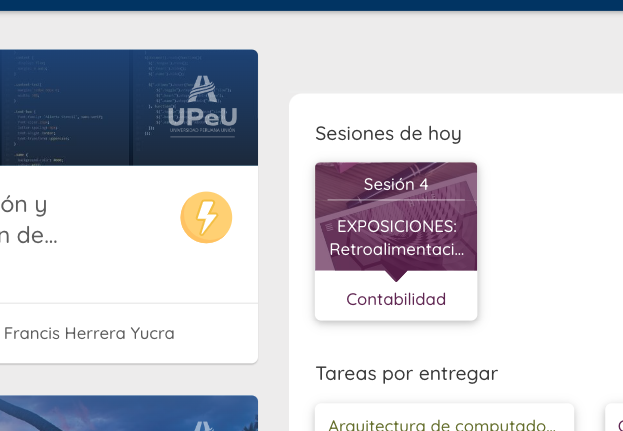 UPeU
UNIVERSIDAD PERUANA UNIÓN
ón y
n de...
Francis Herrera Yucra
Sesiones de hoy
Sesión 4
EXPOSICIONES:
Retroalimentaci...
Contabilidad
Tareas por entregar
Arquitectura de computado...